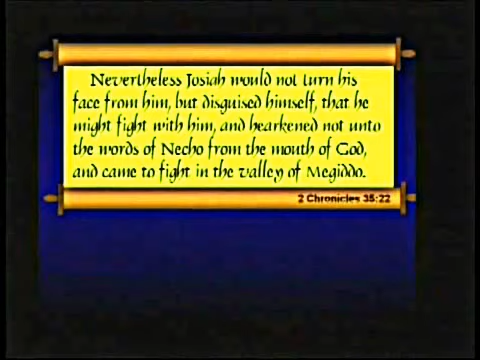 Nevertheless Josiah would not turn his
face from him, but disguised himself, that he
might fight with him, and hearkened not unto
the words of Necho from the mouth of God,
and came to fight in the valley of Megiddo.
2 Chronicles 35:22